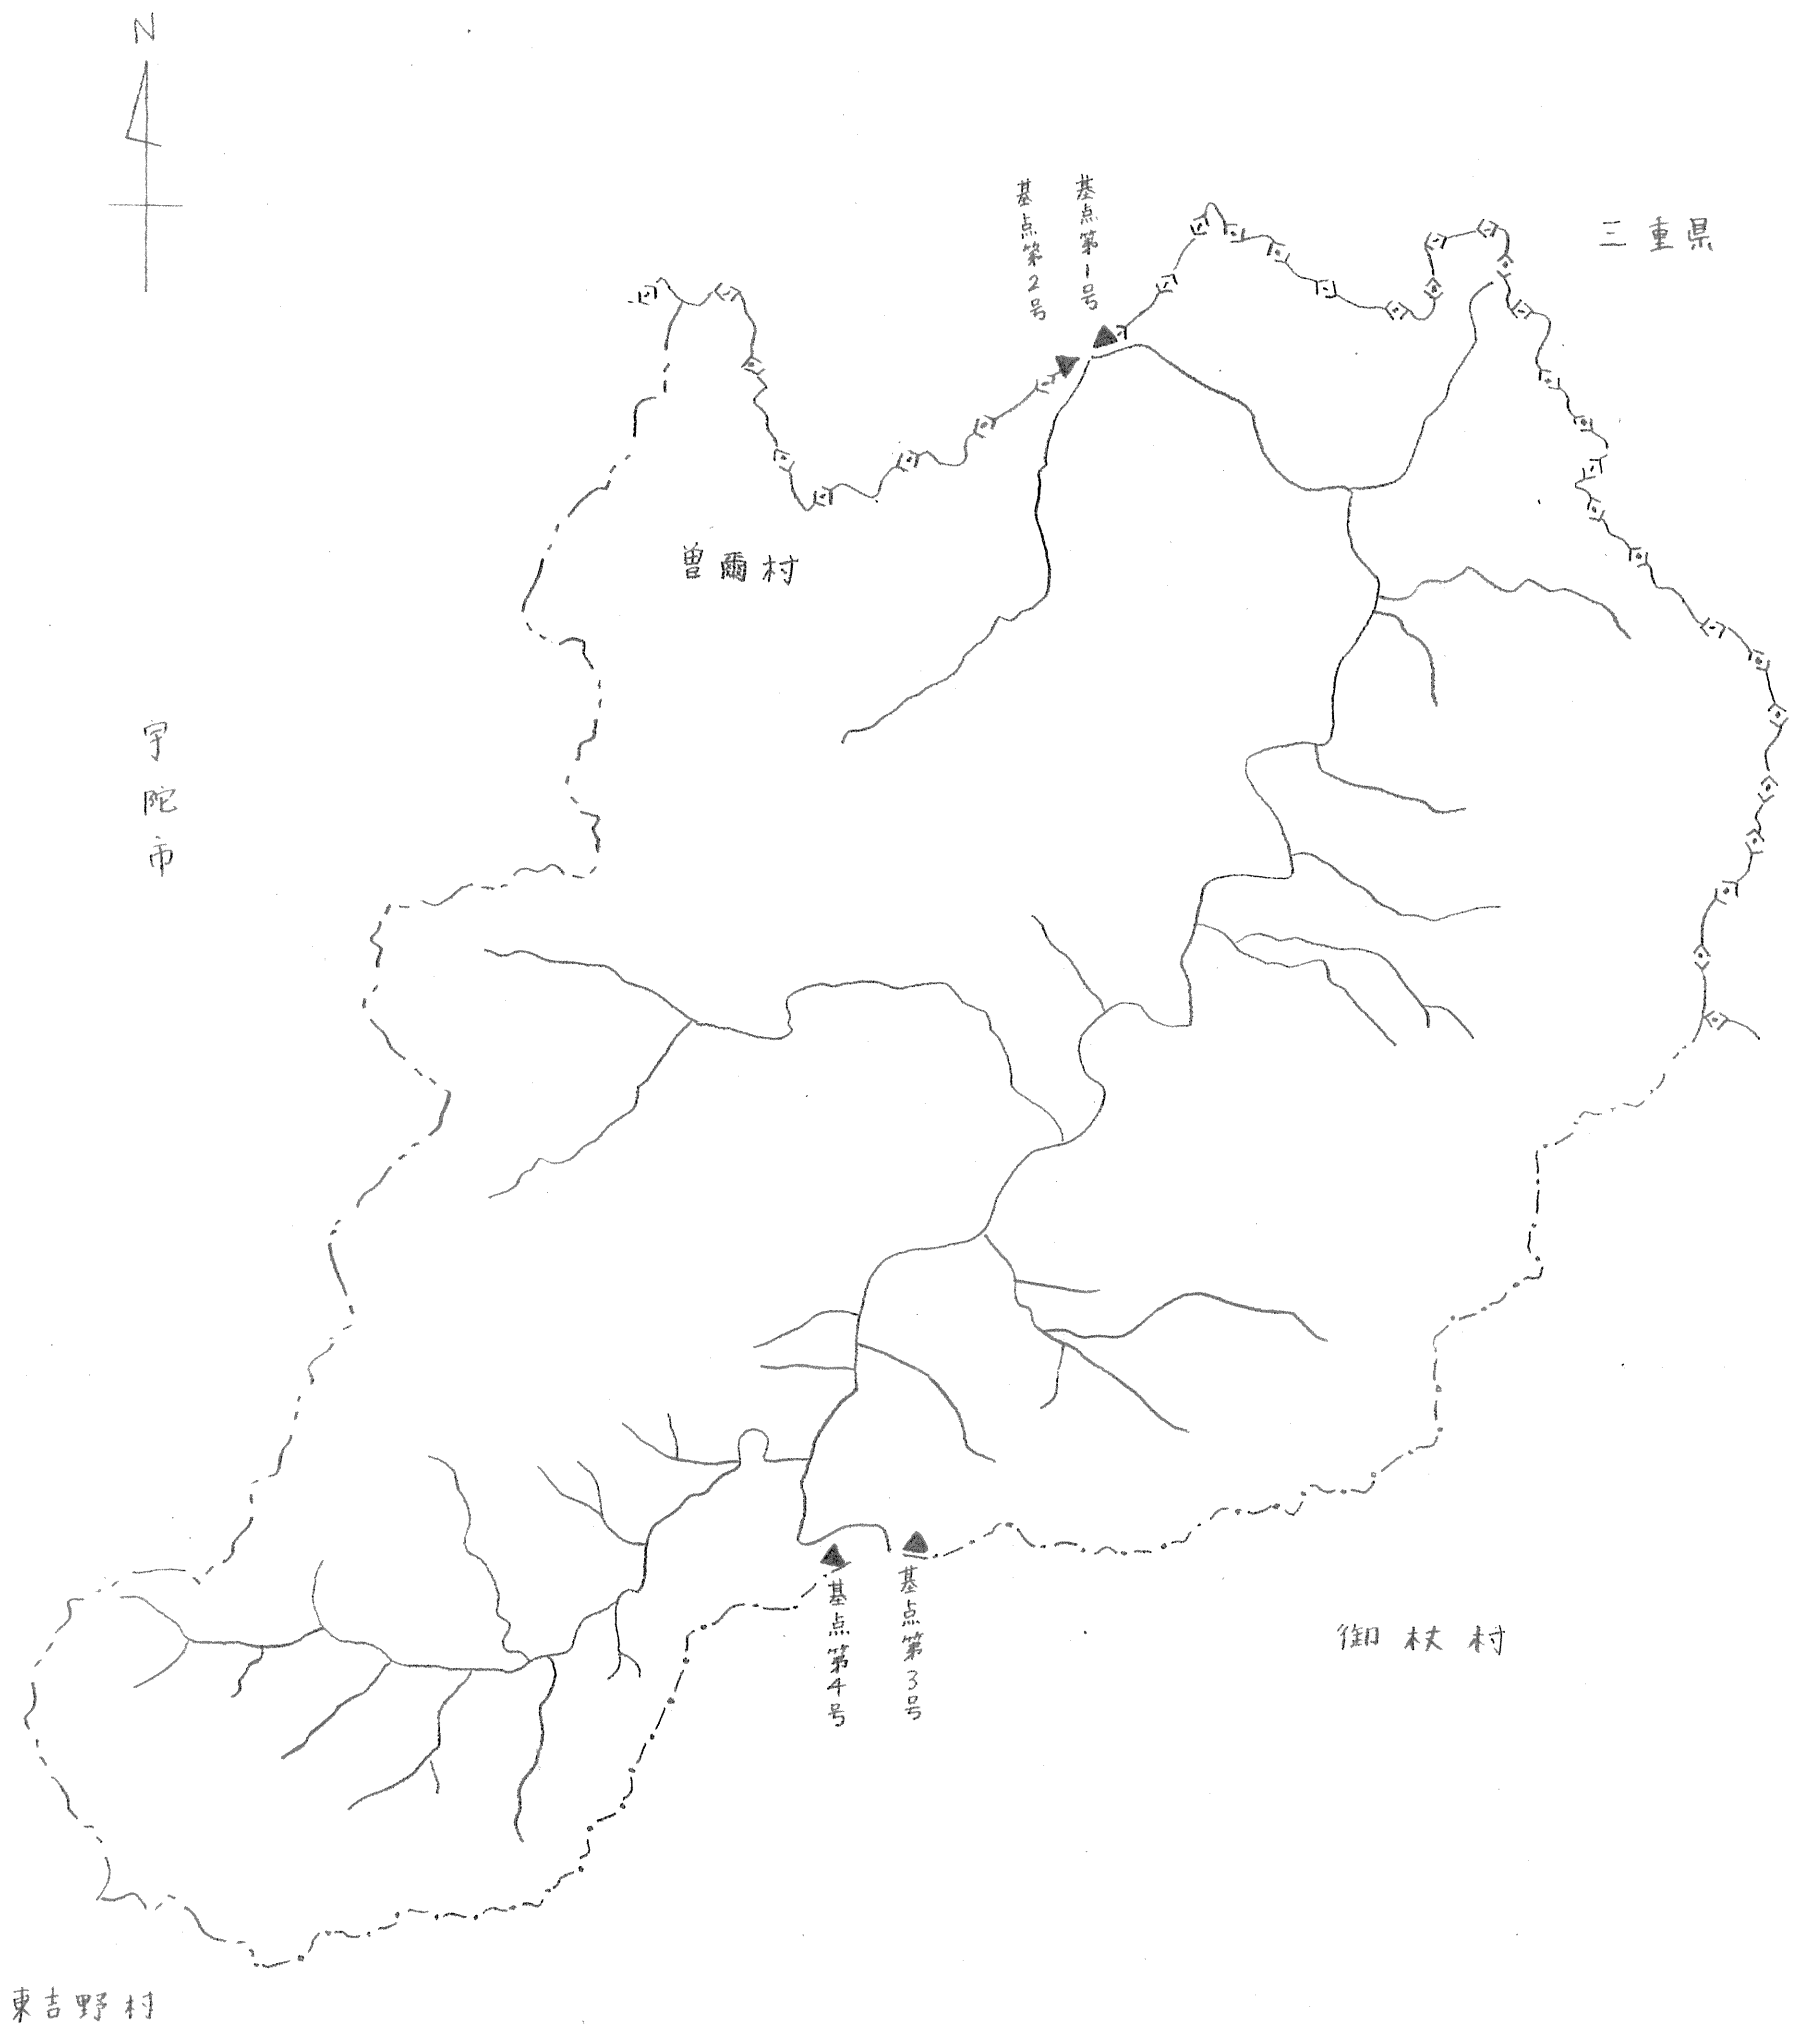 N
基点第1号
基点第2号
三重県
曽爾村
宇陀市
御杖村
基点第3号
基点第4号
東吉野村